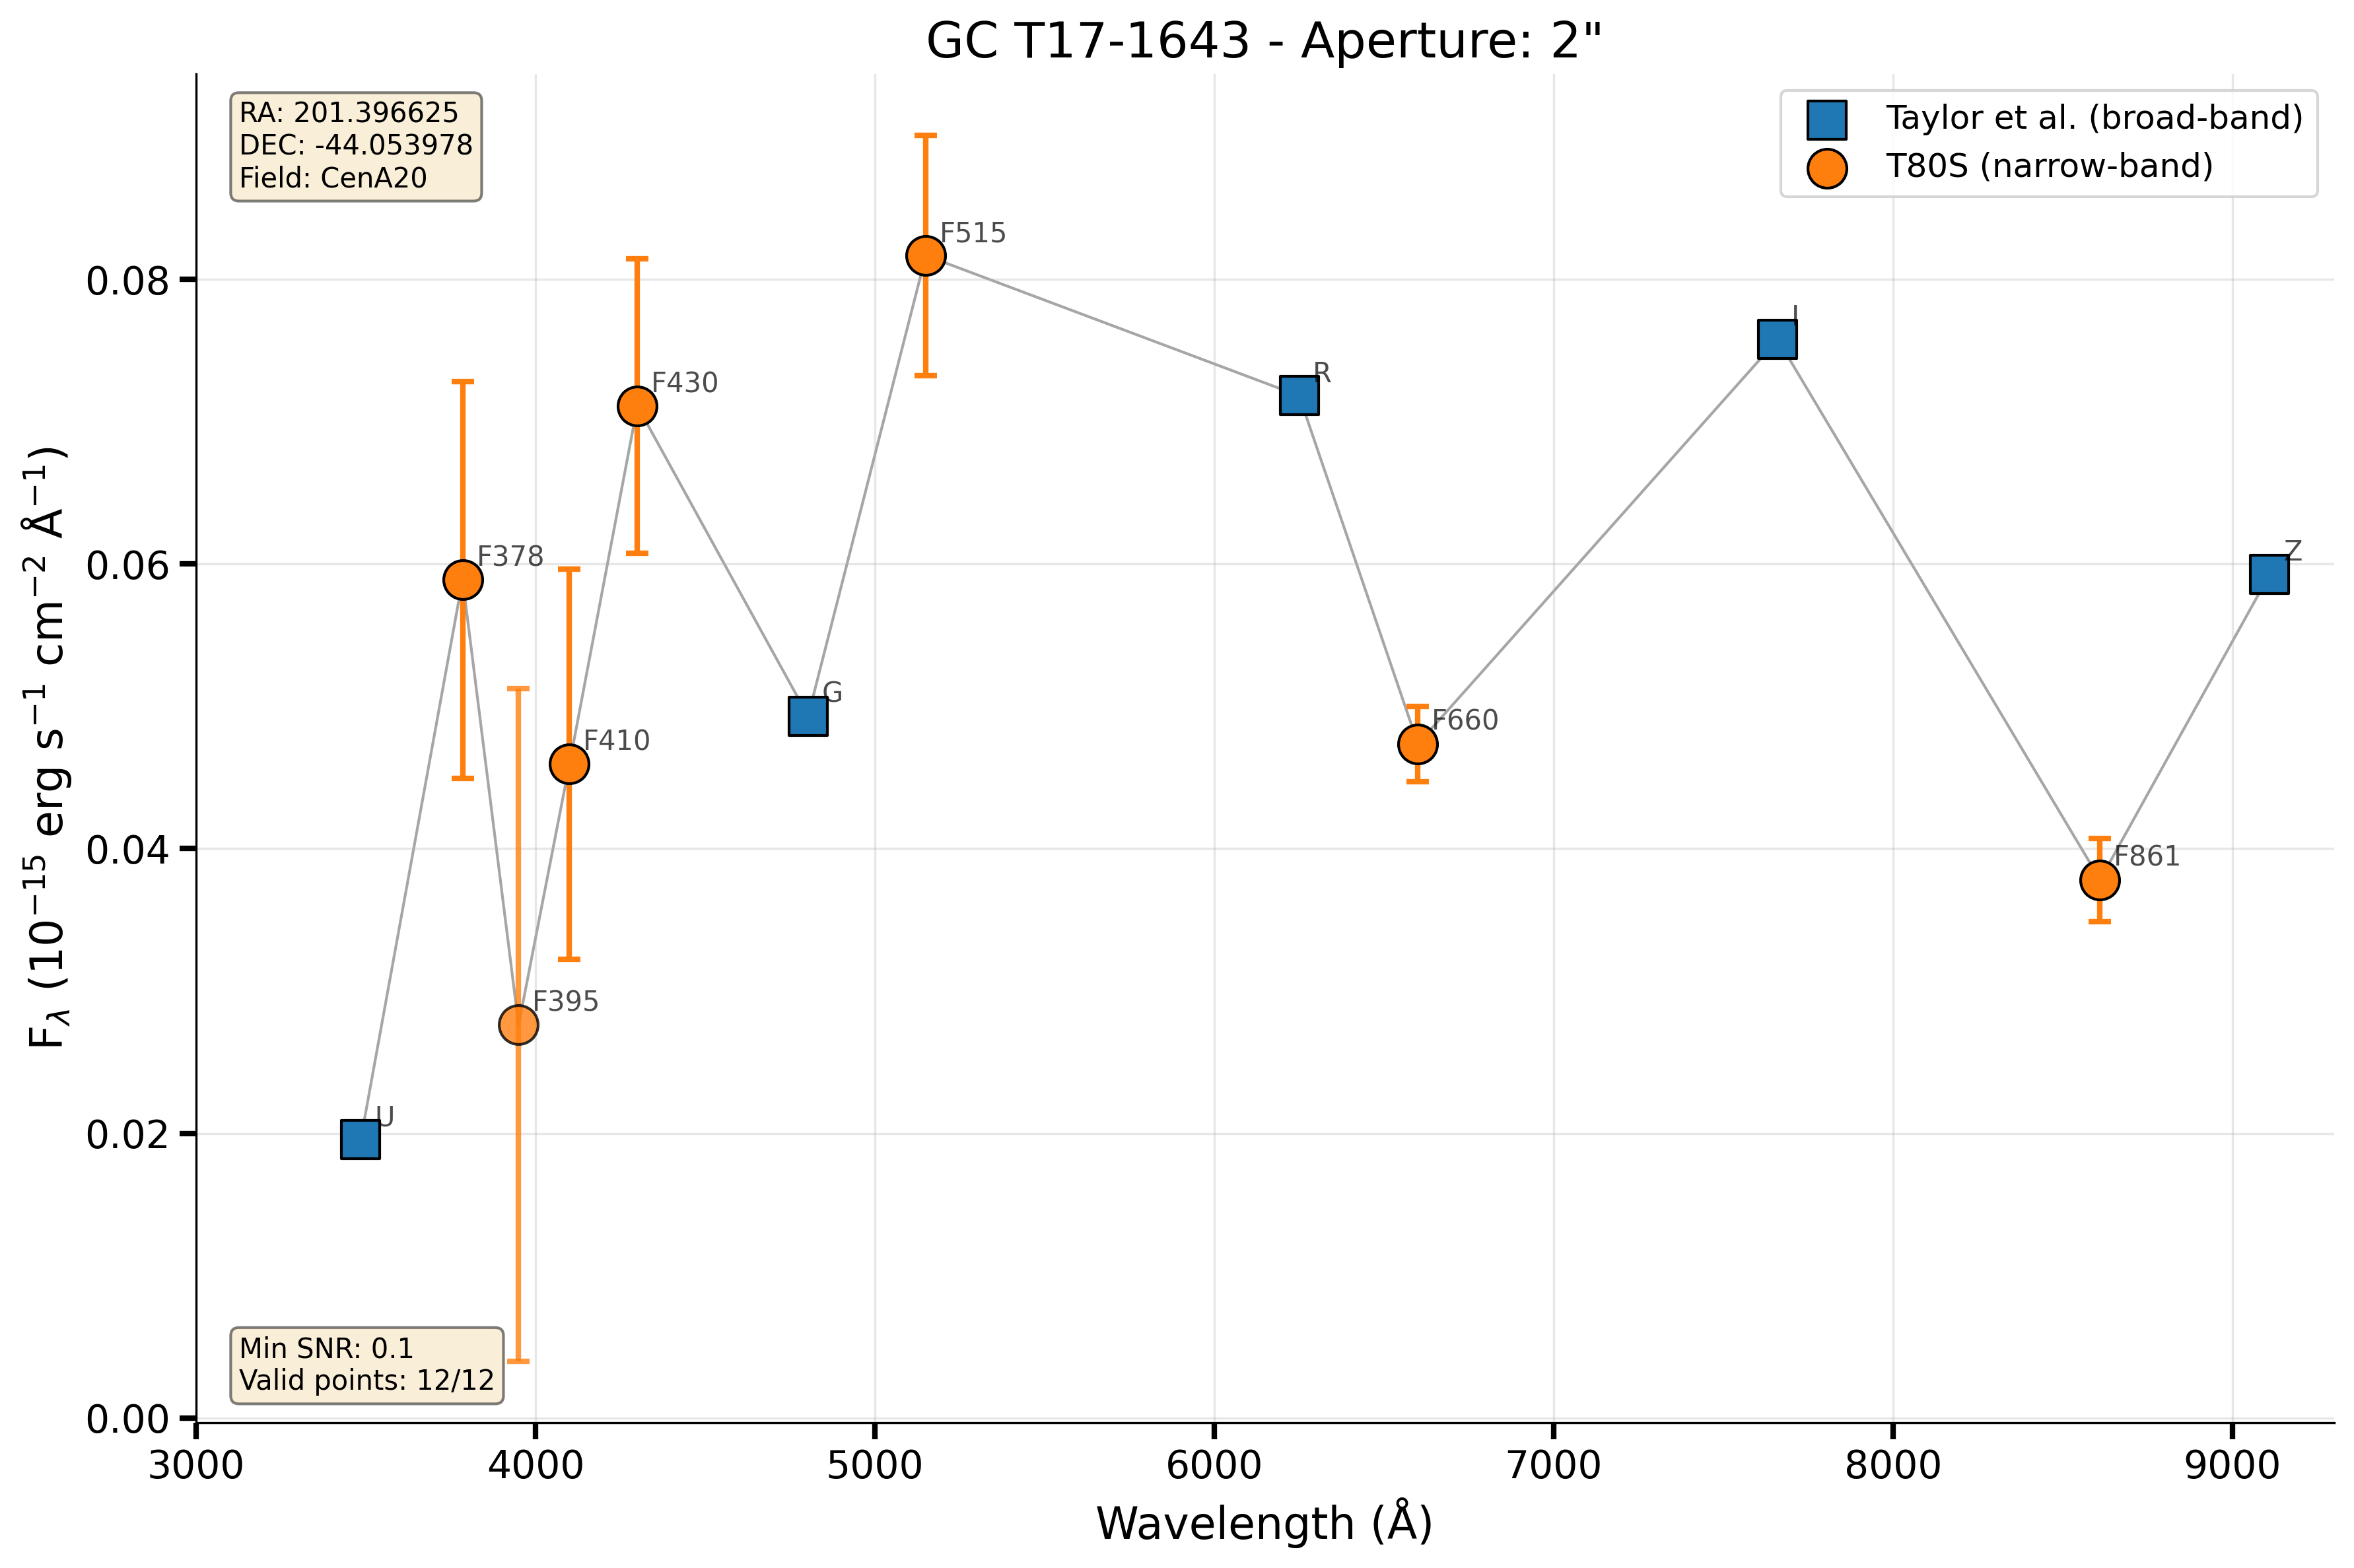 GC T17-1643 - Aperture: 2"
RA: 201.396625
DEC: -44.053978
Field: CenA20
Taylor et al. (broad-band)
T80S (narrow-band)
F515
F430
F378
F410
F395
U
G
R
F660
I
F861
Z
0.08
0.06
0.04
0.02
0.00
F_λ (10⁻¹⁵ erg s⁻¹ cm⁻² Å⁻¹)
Min SNR: 0.1
Valid points: 12/12
3000 4000 5000 6000 7000 8000 9000
Wavelength (Å)